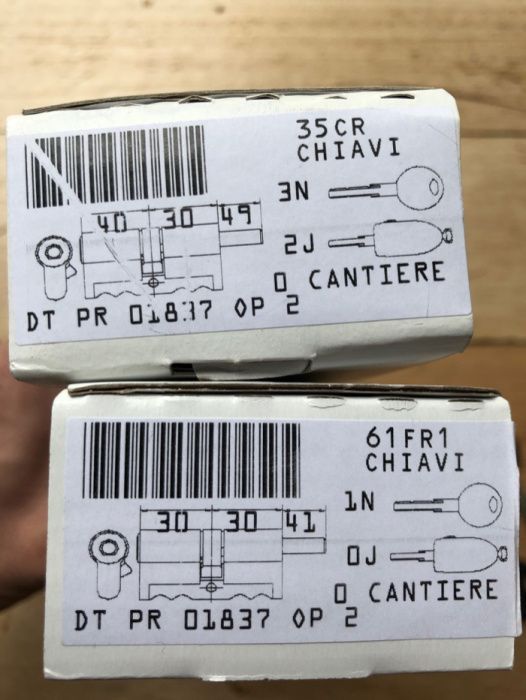 35CR
CHIAVI
3N
40 30 49
2J
0 CANTIERE
DT PR 01837 OP 2
61FR1
CHIAVI
1N
30 30 41
0J
0 CANTIERE
DT PR 01837 OP 2